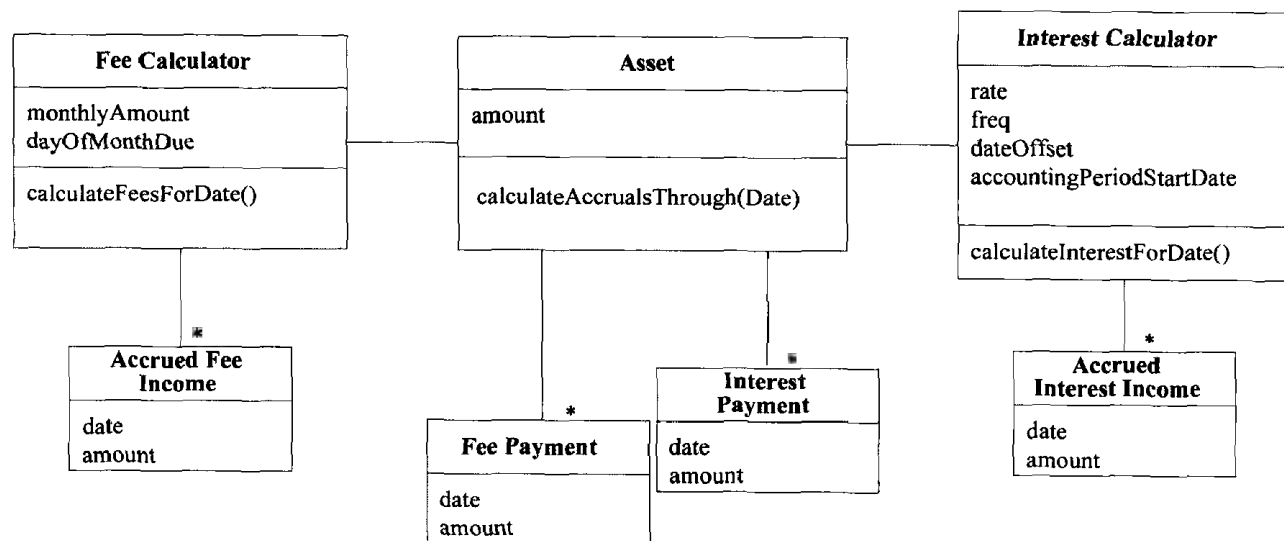 Fee Calculator
monthlyAmount
dayOfMonthDue
calculateFeesForDate()
Asset
amount
calculateAccrualsThrough(Date)
Interest Calculator
rate
freq
dateOffset
accountingPeriodStartDate
calculateInterestForDate()
*
Accrued Fee
Income
date
amount
*
Fee Payment
date
amount
*
Interest
Payment
date
amount
*
Accrued
Interest Income
date
amount